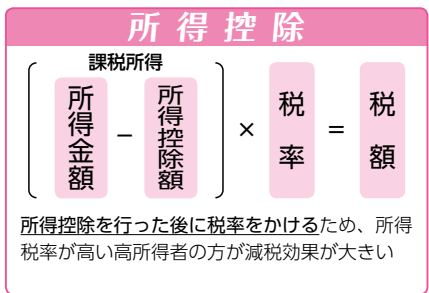 所得控除
課税所得
所得金額 − 所得控除額 × 税率 = 税額
所得控除を行った後に税率をかけるため、所得
税率が高い高所得者の方が減税効果が大きい